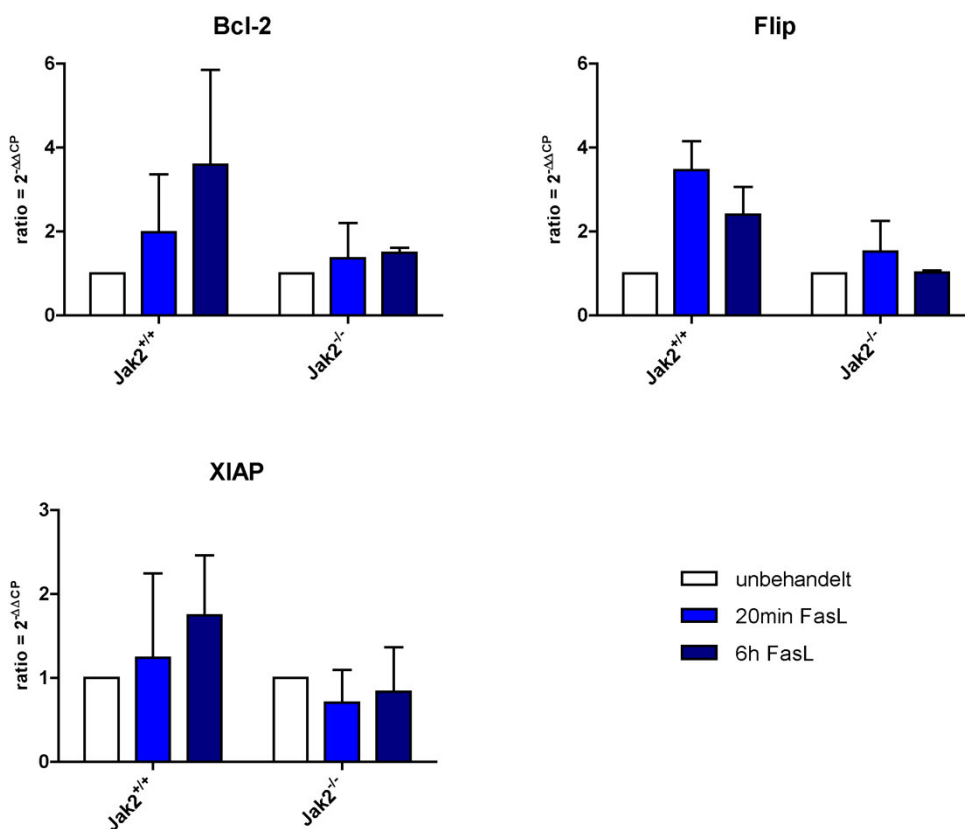 Bcl-2
ratio = 2^-ΔΔCP
6
4
2
0
Jak2^+/+
Jak2^-/-
Flip
ratio = 2^-ΔΔCP
6
4
2
0
Jak2^+/+
Jak2^-/-
XIAP
ratio = 2^-ΔΔCP
3
2
1
0
Jak2^+/+
Jak2^-/-
unbehandelt
20min FasL
6h FasL